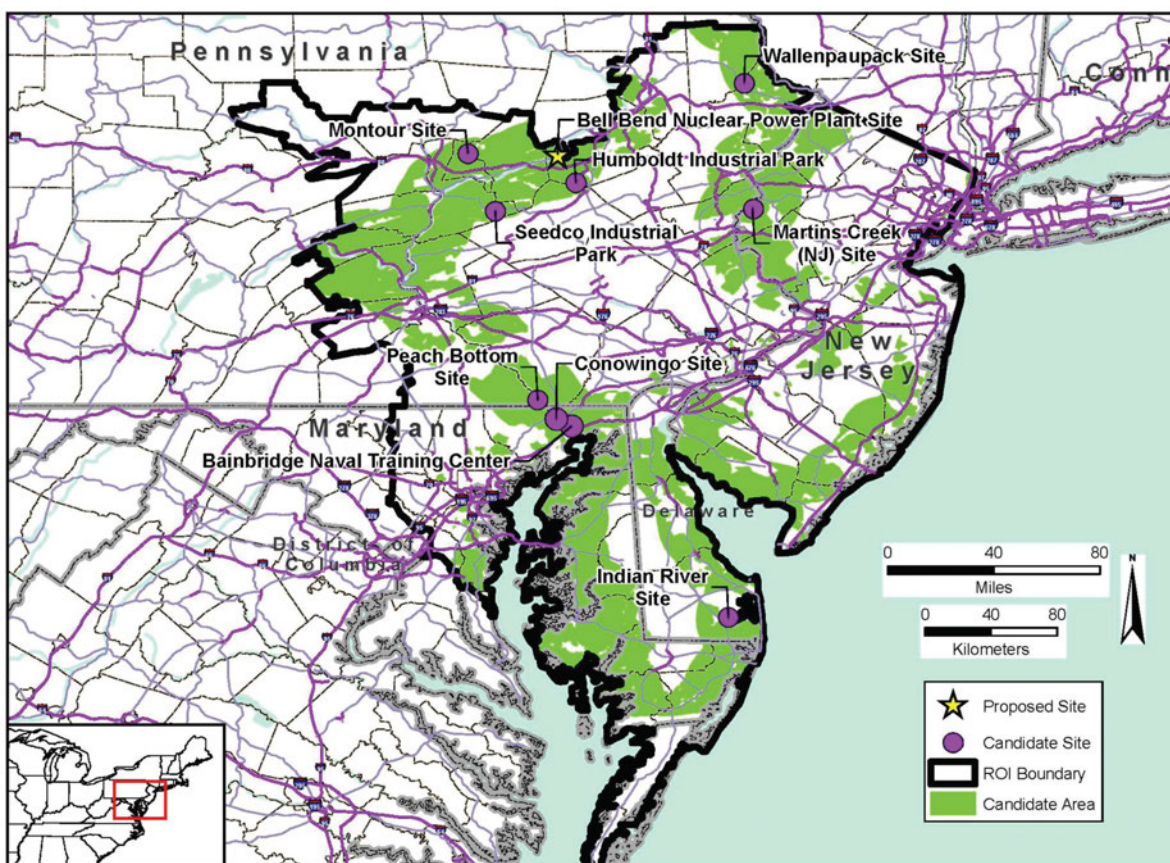 Pennsylvania
Wallenpaupack Site
Conn
Bell Bend Nuclear Power Plant Site
Montour Site
Humboldt Industrial Park
Seedco Industrial
Park
Martins Creek
(NJ) Site
New
Jersey
Peach Bottom
Site
Conowingo Site
Maryland
Bainbridge Naval Training Center
Delaware
District of
Columbia
Indian River
Site
0 40 80
Miles
0 40 80
Kilometers
N
Proposed Site
Candidate Site
ROI Boundary
Candidate Area